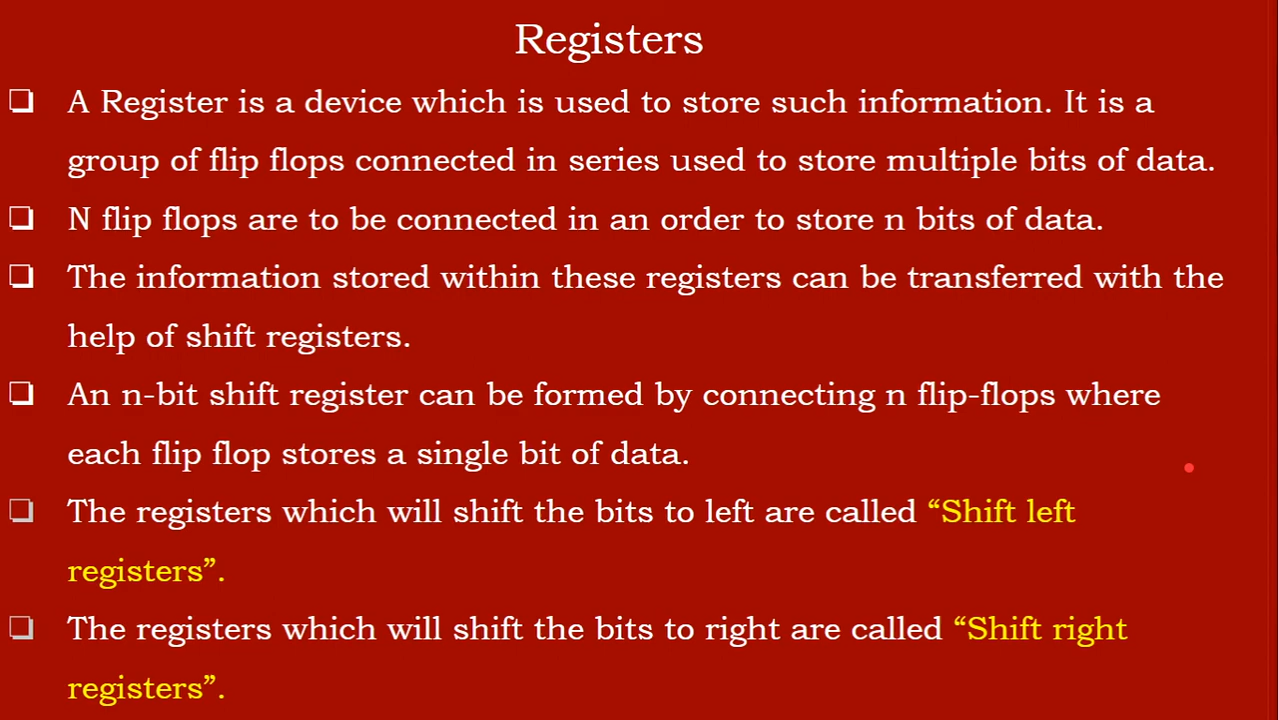 Registers
❑ A Register is a device which is used to store such information. It is a
group of flip flops connected in series used to store multiple bits of data.
❑ N flip flops are to be connected in an order to store n bits of data.
❑ The information stored within these registers can be transferred with the
help of shift registers.
❑ An n-bit shift register can be formed by connecting n flip-flops where
each flip flop stores a single bit of data.
❑ The registers which will shift the bits to left are called “Shift left
registers”.
❑ The registers which will shift the bits to right are called “Shift right
registers”.